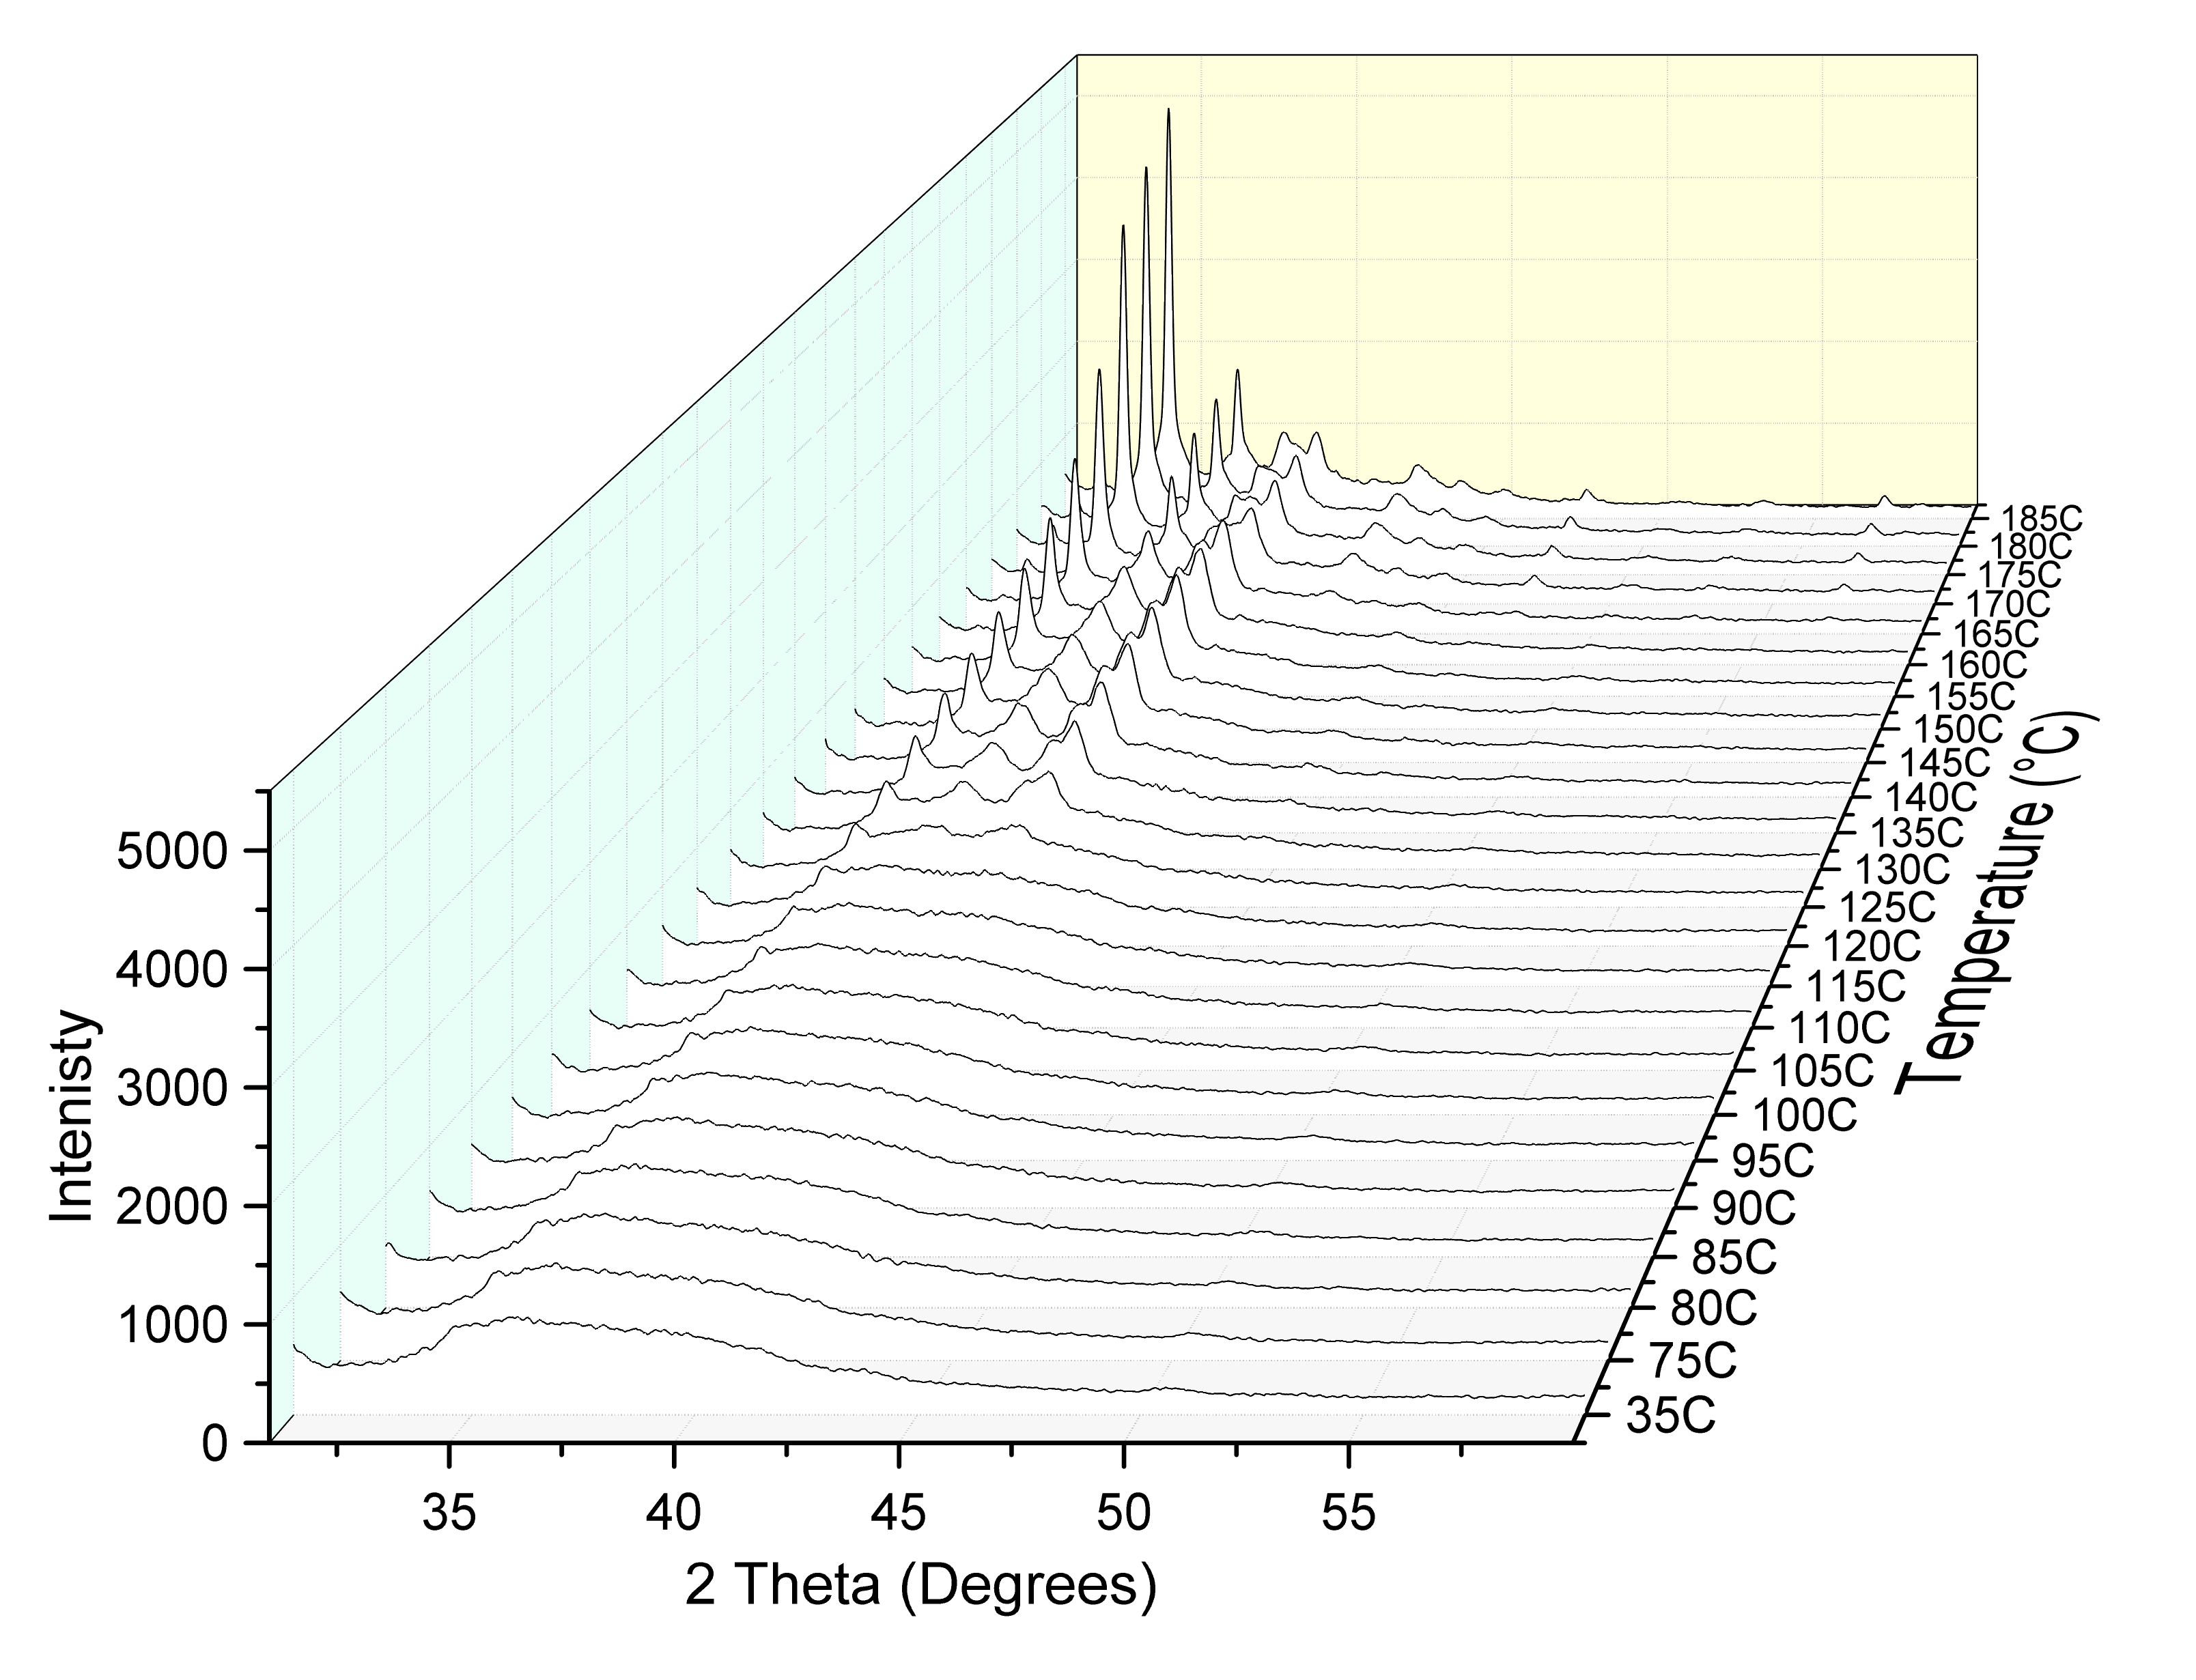 5000
4000
3000
2000
1000
0
Intenisty
35
40
45
50
55
2 Theta (Degrees)
185C
180C
175C
170C
165C
160C
155C
150C
145C
140C
135C
130C
125C
120C
115C
110C
105C
100C
95C
90C
85C
80C
75C
35C
Temperature (°C)